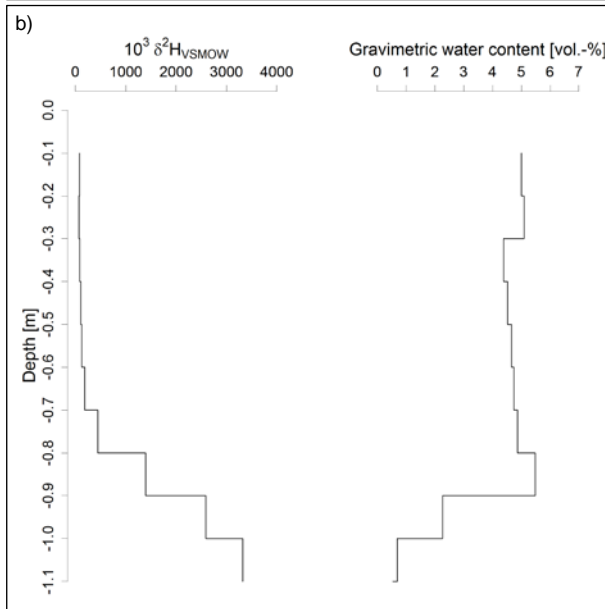 b)
10³ δ²H_VSMOW
0 1000 2000 3000 4000
Gravimetric water content [vol.-%]
0 1 2 3 4 5 6 7
Depth [m]
0.0
-0.1
-0.2
-0.3
-0.4
-0.5
-0.6
-0.7
-0.8
-0.9
-1.0
-1.1